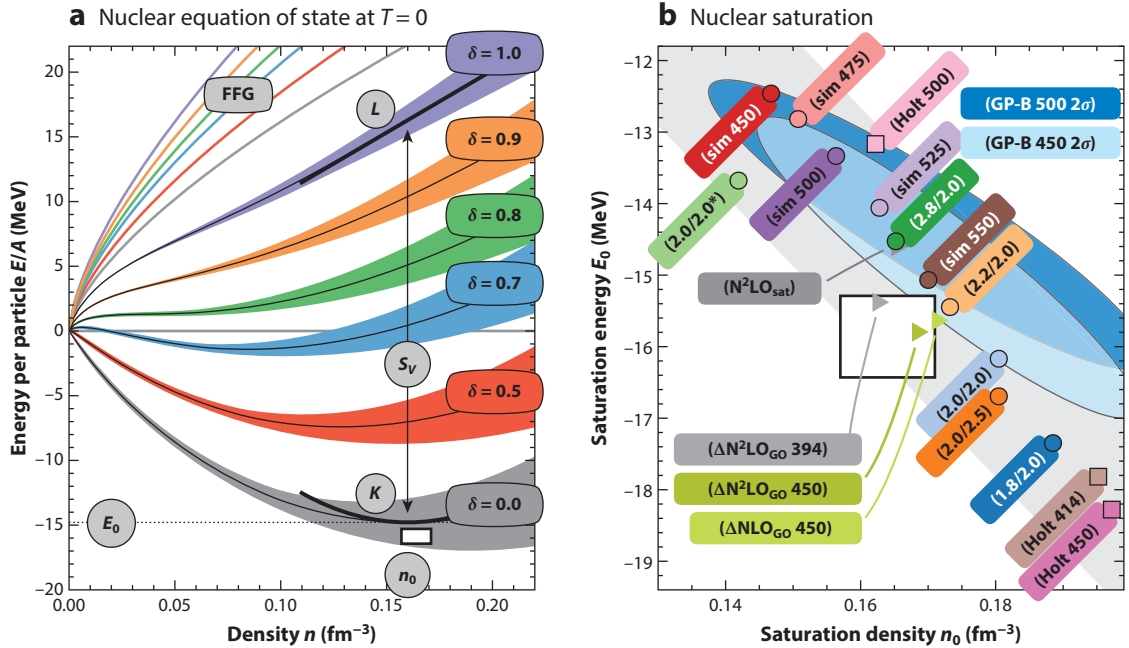 a Nuclear equation of state at T = 0
Energy per particle E/A (MeV)
20
15
10
5
0
−5
−10
−15
−20
0.00
0.05
0.10
0.15
0.20
Density n (fm⁻³)
FFG
L
δ = 1.0
δ = 0.9
δ = 0.8
δ = 0.7
S_V
δ = 0.5
K
δ = 0.0
E₀
n₀
b Nuclear saturation
Saturation energy E₀ (MeV)
−12
−13
−14
−15
−16
−17
−18
−19
0.14
0.16
0.18
Saturation density n₀ (fm⁻³)
(sim 450)
(sim 475)
(Holt 500)
(GP-B 500 2σ)
(GP-B 450 2σ)
(2.0/2.0*)
(sim 500)
(sim 525)
(2.8/2.0)
(sim 550)
(2.2/2.0)
(N²LO_sat)
(2.0/2.0)
(2.0/2.5)
(ΔN²LO_GO 394)
(ΔN²LO_GO 450)
(ΔNLO_GO 450)
(1.8/2.0)
(Holt 414)
(Holt 450)